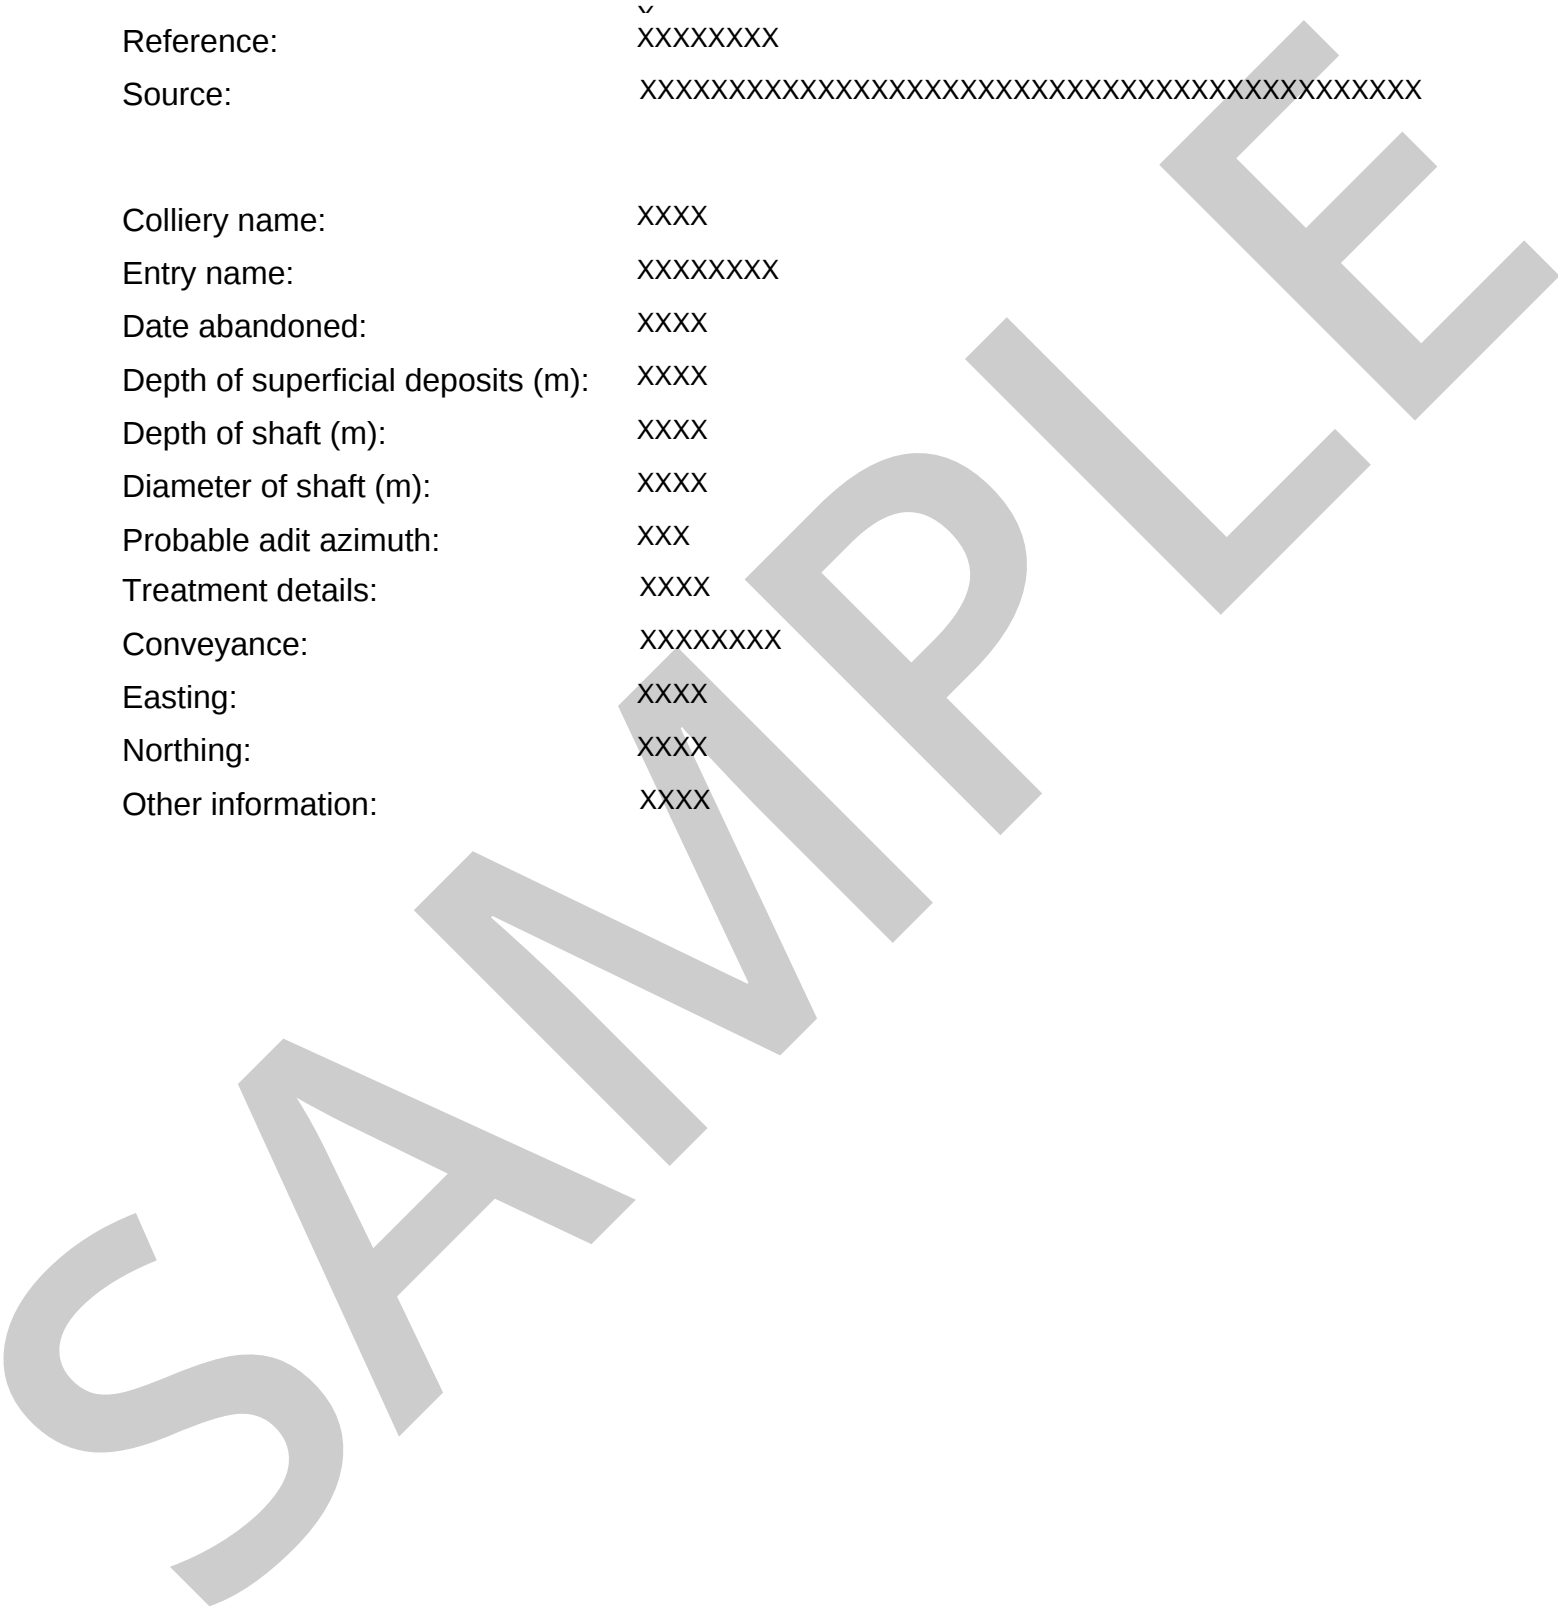 Reference: XXXXXXXX
Source: XXXXXXXXXXXXXXXXXXXXXXXXXXXXXXXXXXXXXXXXXXXX
Colliery name: XXXX
Entry name: XXXXXXXX
Date abandoned: XXXX
Depth of superficial deposits (m): XXXX
Depth of shaft (m): XXXX
Diameter of shaft (m): XXXX
Probable adit azimuth: XXX
Treatment details: XXXX
Conveyance: XXXXXXXX
Easting: XXXX
Northing: XXXX
Other information: XXXX
SAMPLE